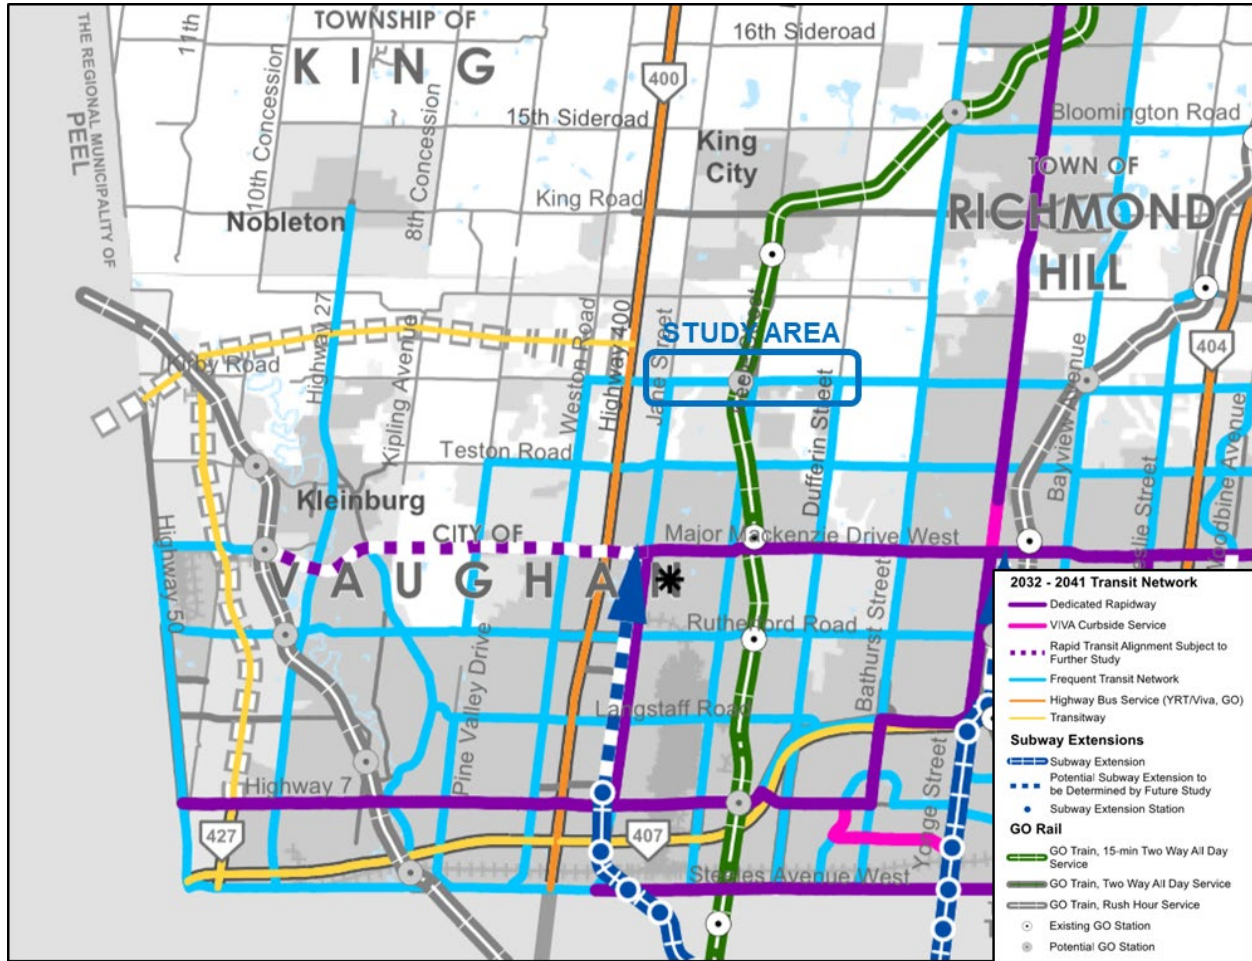 TOWNSHIP OF
KING
11th
THE REGIONAL MUNICIPALITY OF
PEEL
10th Concession
8th Concession
16th Sideroad
400
15th Sideroad
King
City
Bloomington Road
TOWN OF
RICHMOND
HILL
King Road
Nobleton
Highway 27
Kipling Avenue
Weston Road
Highway 400
Jane Street
STUDY AREA
Kirby Road
Dufferin Street
Bayview Avenue
404
Teston Road
Kleinburg
CITY OF
VAUGHAN
Major Mackenzie Drive West
Leslie Street
Woodbine Avenue
Highway 50
Rutherford Road
Pine Valley Drive
Bathurst Street
Langstaff Road
Highway 7
Yonge Street
427
407
Steeles Avenue West
2032 - 2041 Transit Network
Dedicated Rapidway
VIVA Curbside Service
Rapid Transit Alignment Subject to
Further Study
Frequent Transit Network
Highway Bus Service (YRT/Viva, GO)
Transitway
Subway Extensions
Subway Extension
Potential Subway Extension to
be Determined by Future Study
Subway Extension Station
GO Rail
GO Train, 15-min Two Way All Day
Service
GO Train, Two Way All Day Service
GO Train, Rush Hour Service
Existing GO Station
Potential GO Station